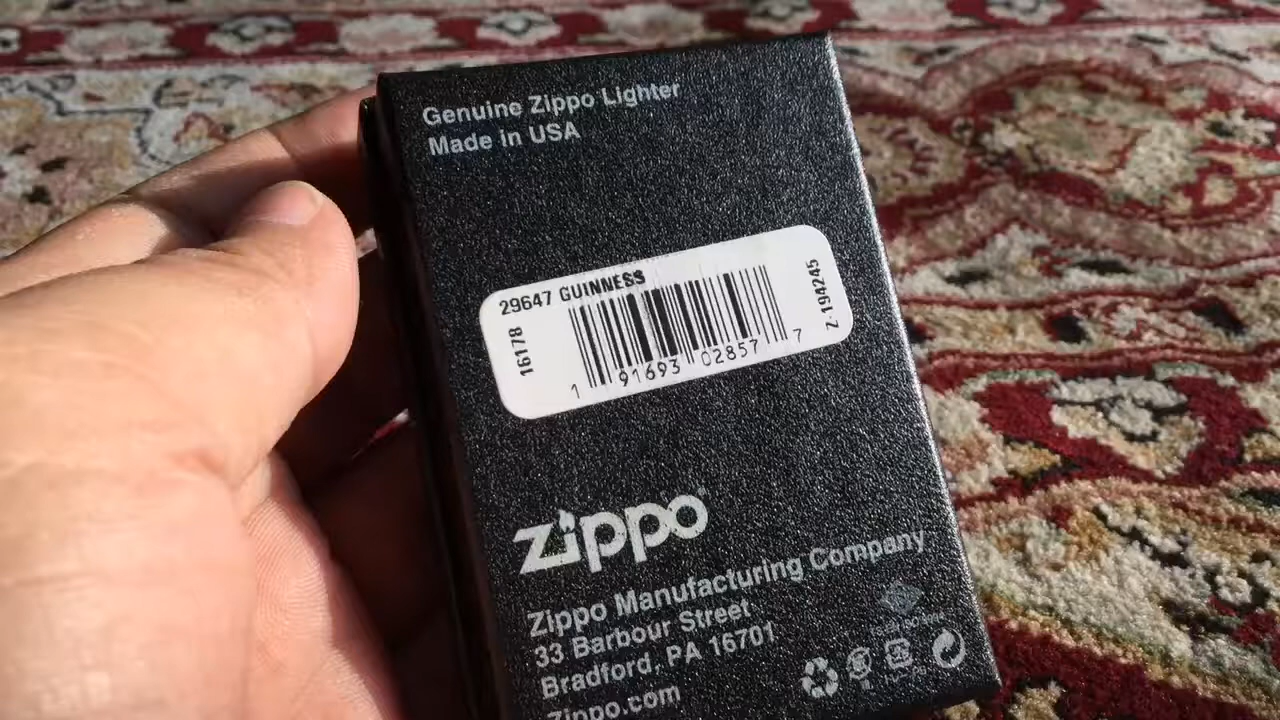 Genuine Zippo Lighter
Made in USA
29647 GUINNESS
16178
Z-194245
1 91693 02857 7
zippo
Zippo Manufacturing Company
33 Barbour Street
Bradford, PA 16701
Zippo.com